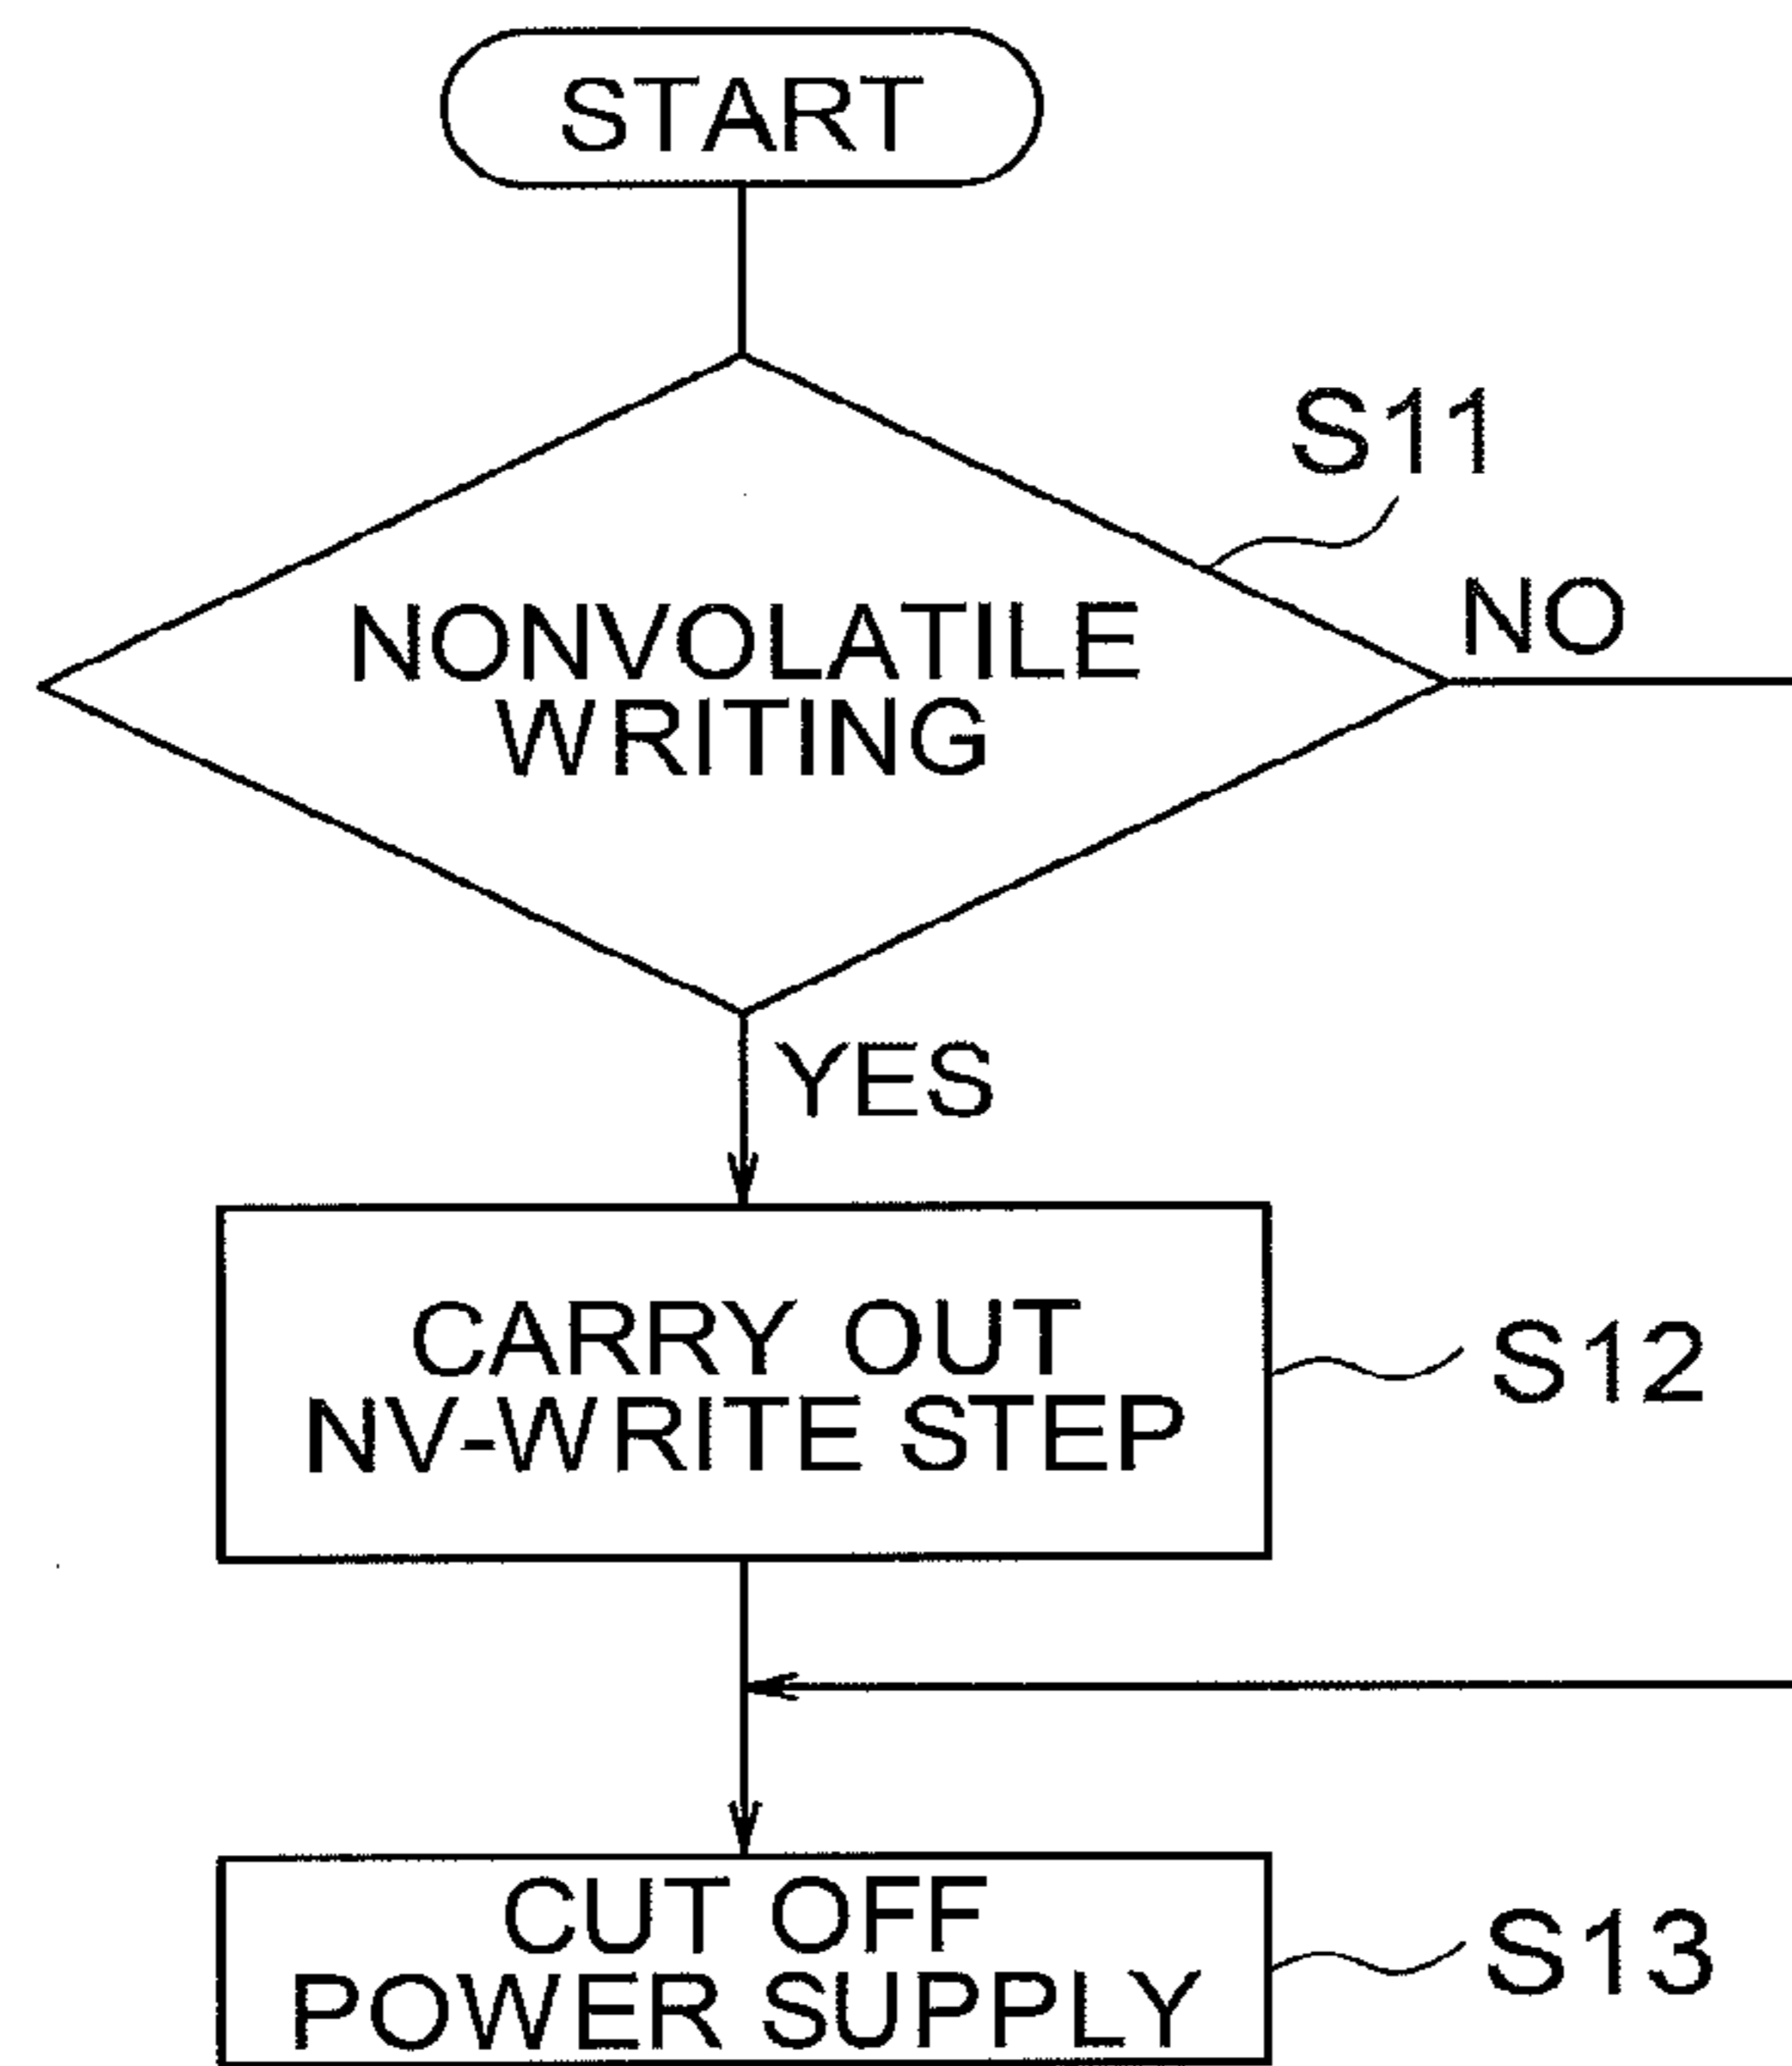 START
S11
NO
NONVOLATILE
WRITING
YES
CARRY OUT
NV-WRITE STEP
S12
CUT OFF
POWER SUPPLY
S13